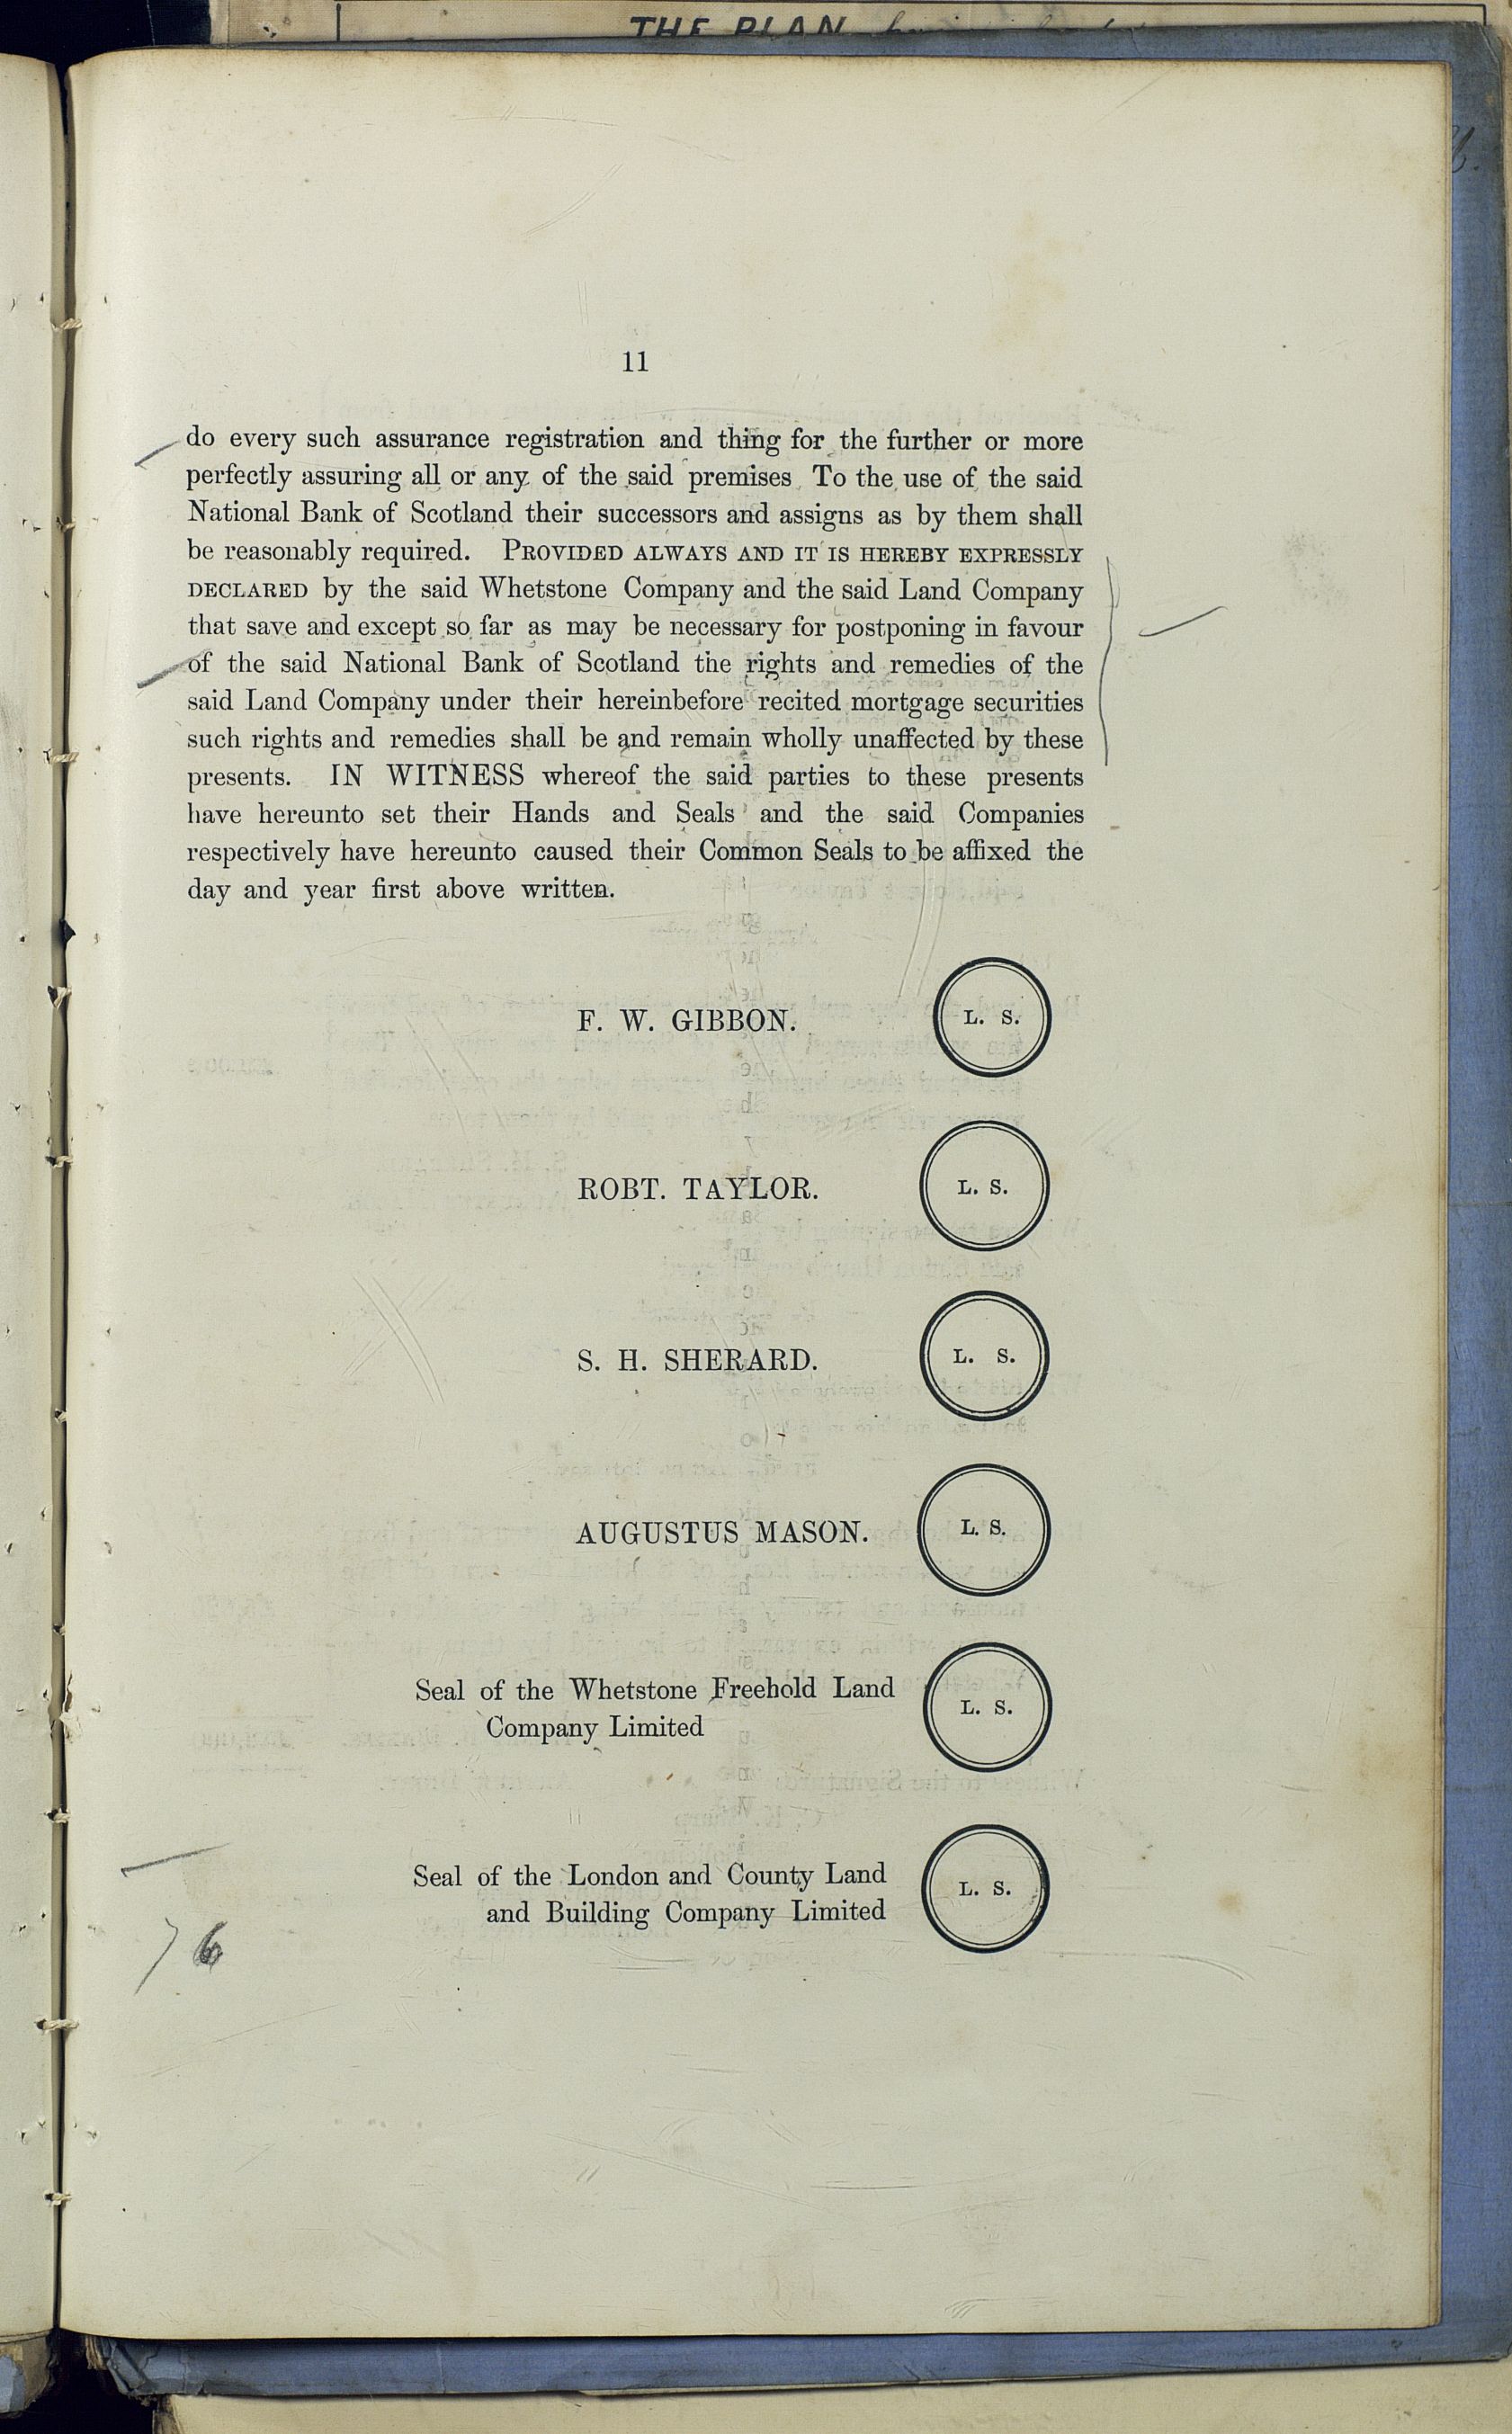 THE PLAN
11
do every such assurance registration and thing for the further or more
perfectly assuring all or any of the said premises To the use of the said
National Bank of Scotland their successors and assigns as by them shall
be reasonably required. PROVIDED ALWAYS AND IT IS HEREBY EXPRESSLY
DECLARED by the said Whetstone Company and the said Land Company
that save and except so far as may be necessary for postponing in favour
of the said National Bank of Scotland the rights and remedies of the
said Land Company under their hereinbefore recited mortgage securities
such rights and remedies shall be and remain wholly unaffected by these
presents. IN WITNESS whereof the said parties to these presents
have hereunto set their Hands and Seals and the said Companies
respectively have hereunto caused their Common Seals to be affixed the
day and year first above written.
F. W. GIBBON. L. S.
ROBT. TAYLOR. L. S.
S. H. SHERARD. L. S.
AUGUSTUS MASON. L. S.
Seal of the Whetstone Freehold Land
Company Limited L. S.
Seal of the London and County Land
and Building Company Limited L. S.
6